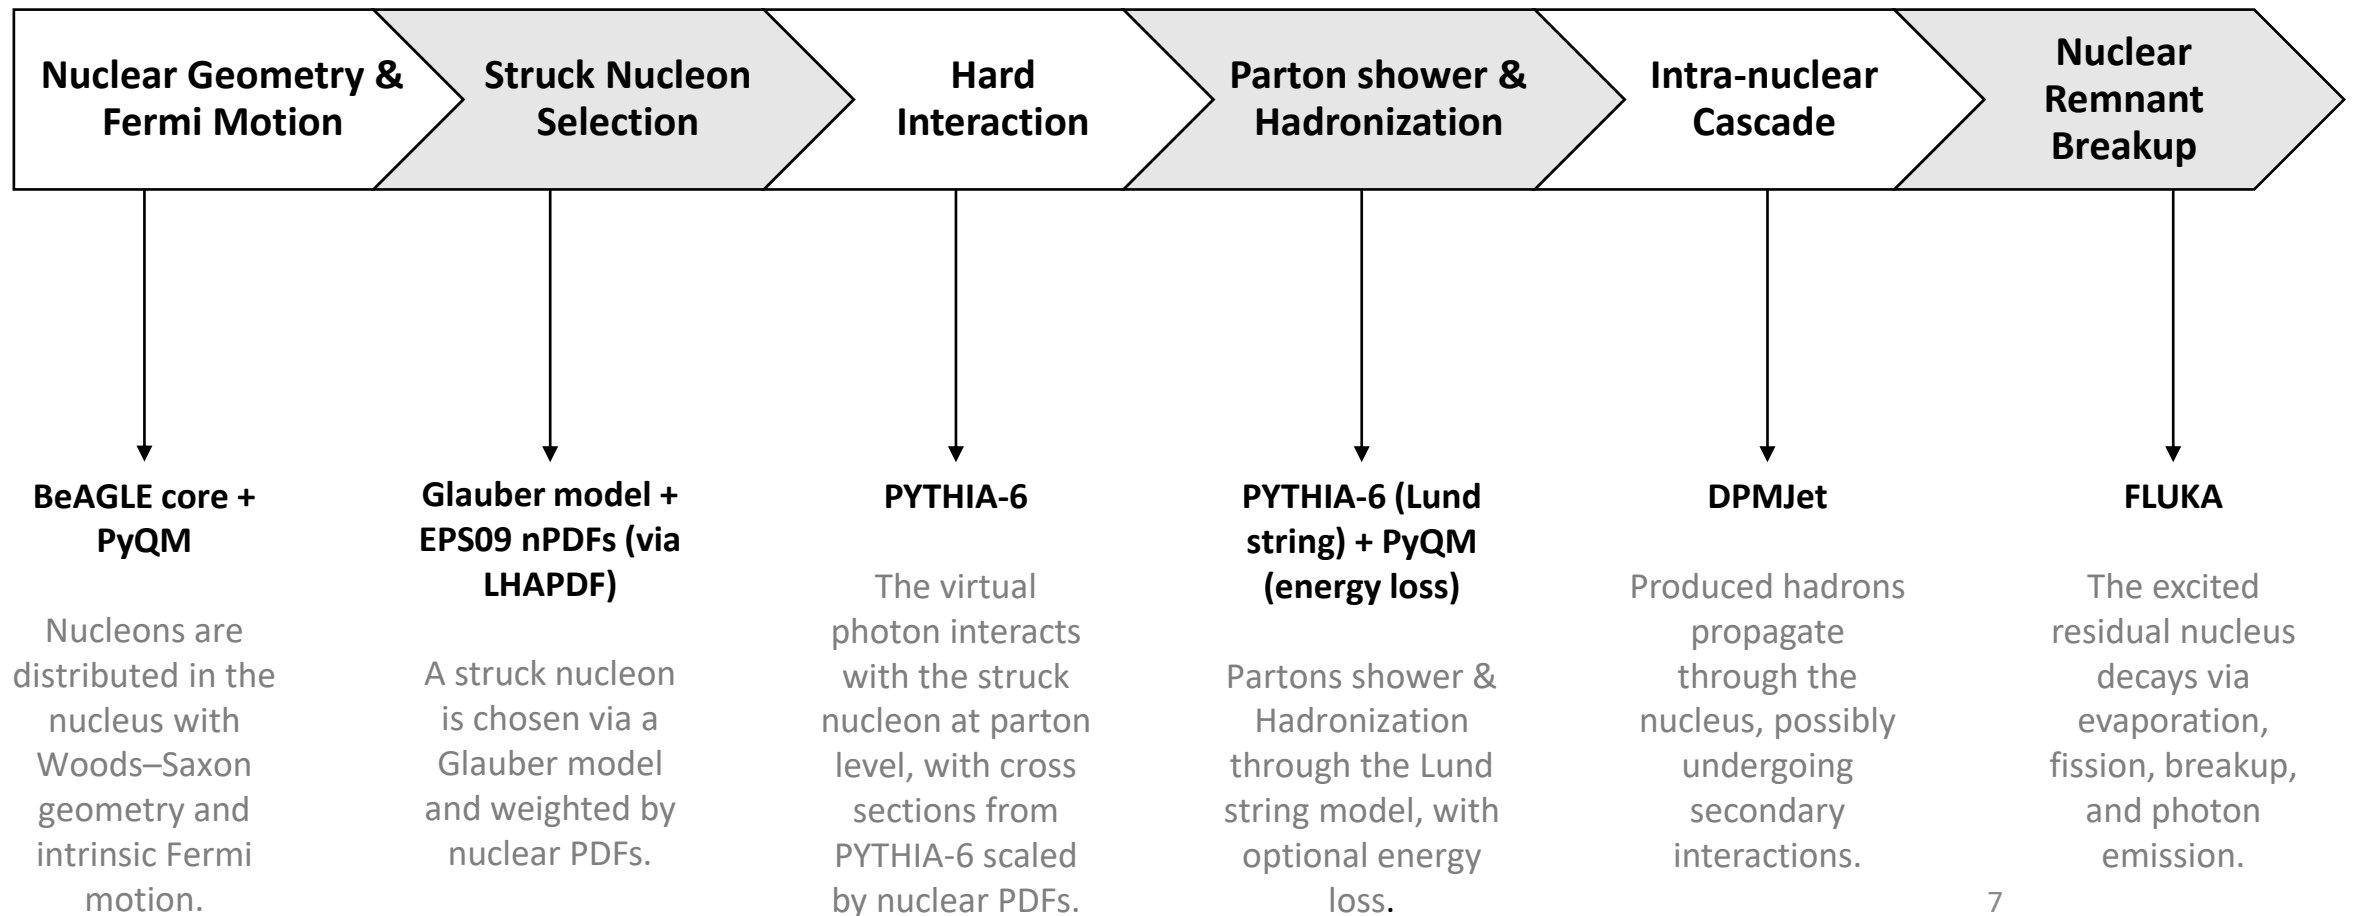 Nuclear Geometry &
Fermi Motion
Struck Nucleon
Selection
Hard
Interaction
Parton shower &
Hadronization
Intra-nuclear
Cascade
Nuclear
Remnant
Breakup
BeAGLE core +
PyQM
Nucleons are
distributed in the
nucleus with
Woods–Saxon
geometry and
intrinsic Fermi
motion.
Glauber model +
EPS09 nPDFs (via
LHAPDF)
A struck nucleon
is chosen via a
Glauber model
and weighted by
nuclear PDFs.
PYTHIA-6
The virtual
photon interacts
with the struck
nucleon at parton
level, with cross
sections from
PYTHIA-6 scaled
by nuclear PDFs.
PYTHIA-6 (Lund
string) + PyQM
(energy loss)
Partons shower &
Hadronization
through the Lund
string model, with
optional energy
loss.
DPMJet
Produced hadrons
propagate
through the
nucleus, possibly
undergoing
secondary
interactions.
FLUKA
The excited
residual nucleus
decays via
evaporation,
fission, breakup,
and photon
emission.
7